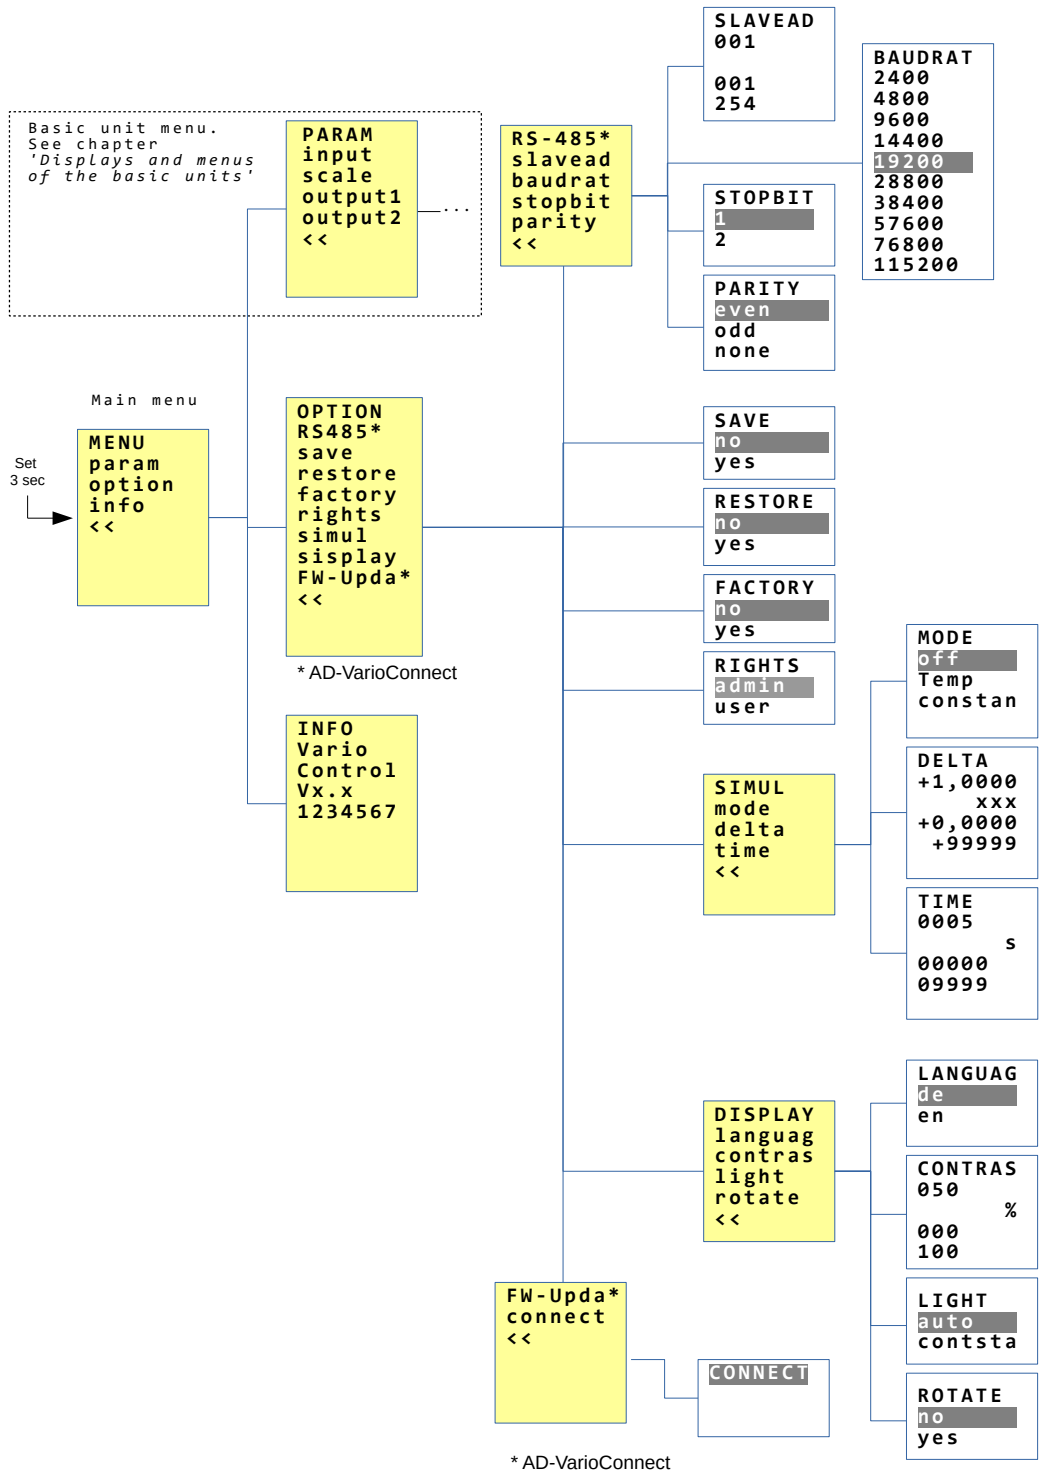 Basic unit menu.
See chapter
'Displays and menus
of the basic units'
PARAM
input
scale
output1
output2
<<
...
RS-485*
slavead
baudrat
stopbit
parity
<<
SLAVEAD
001
001
254
BAUDRAT
2400
4800
9600
14400
19200
28800
38400
57600
76800
115200
STOPBIT
1
2
PARITY
even
odd
none
Main menu
Set
3 sec
MENU
param
option
info
<<
OPTION
RS485*
save
restore
factory
rights
simul
sisplay
FW-Upda*
<<
* AD-VarioConnect
INFO
Vario
Control
Vx.x
1234567
SAVE
no
yes
RESTORE
no
yes
FACTORY
no
yes
RIGHTS
admin
user
SIMUL
mode
delta
time
<<
MODE
off
Temp
constan
DELTA
+1,0000
xxx
+0,0000
+99999
TIME
0005
s
00000
09999
DISPLAY
languag
contras
light
rotate
<<
LANGUAG
de
en
CONTRAS
050
%
000
100
LIGHT
auto
contsta
ROTATE
no
yes
FW-Upda*
connect
<<
CONNECT
* AD-VarioConnect